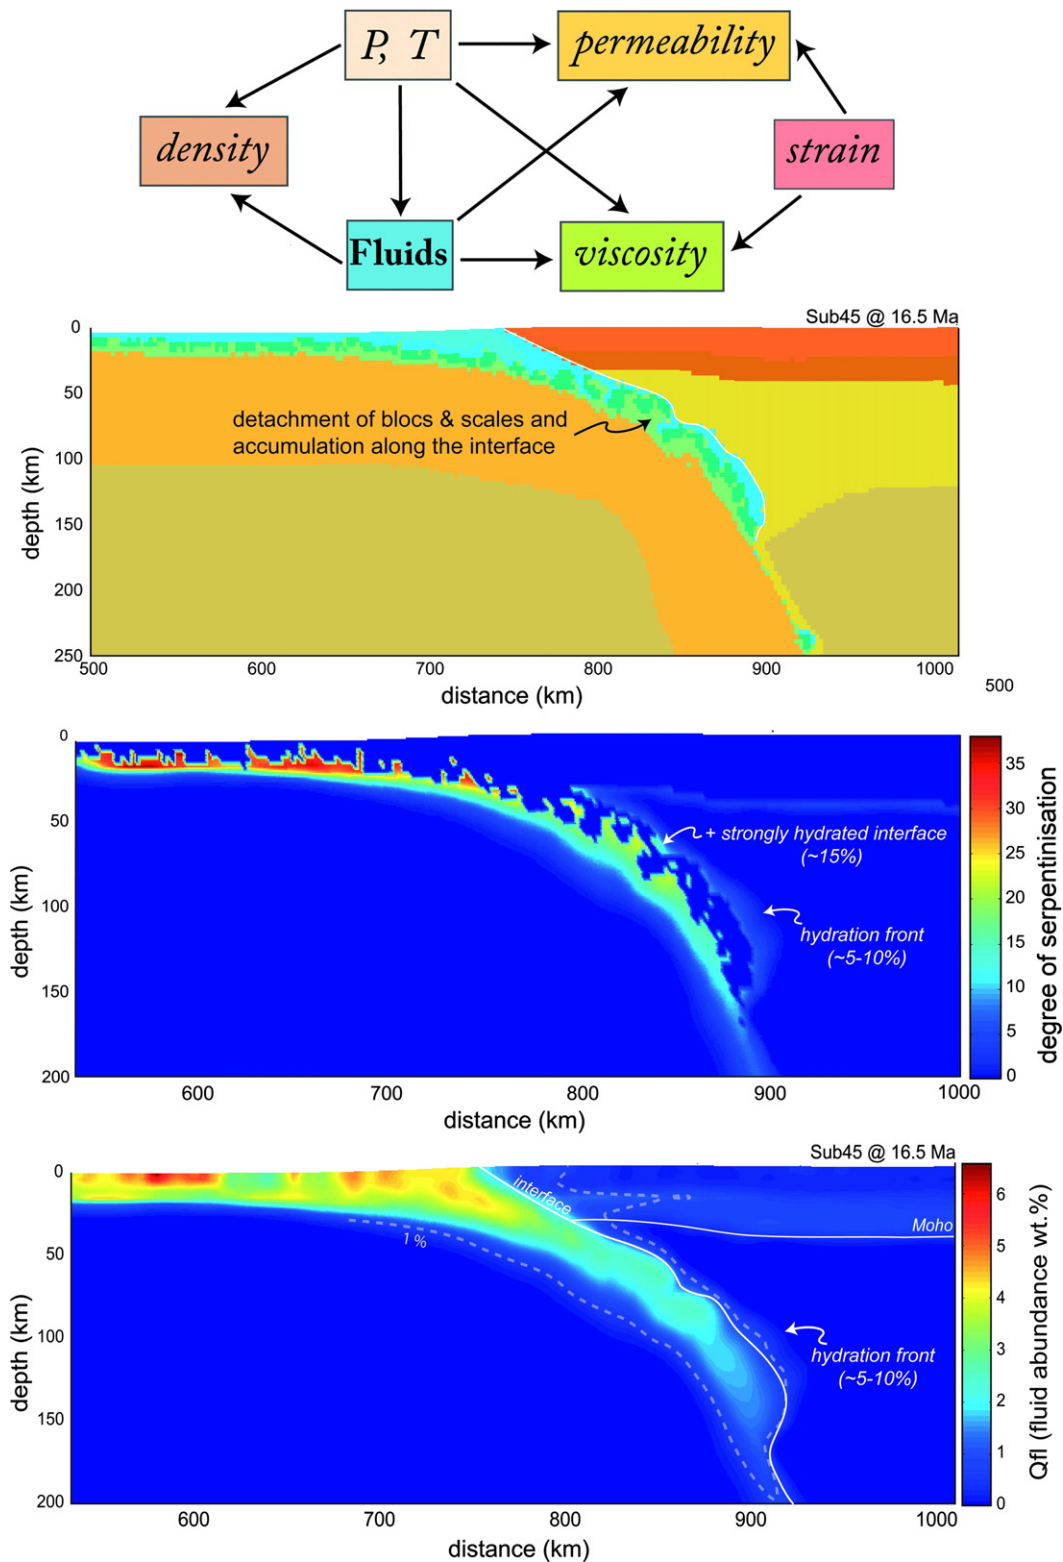 P, T
permeability
density
strain
Fluids
viscosity
Sub45 @ 16.5 Ma
0
50
100
150
200
250
depth (km)
detachment of blocs & scales and
accumulation along the interface
500
600
700
800
900
1000
distance (km)
500
0
50
100
150
200
depth (km)
+ strongly hydrated interface
(~15%)
hydration front
(~5-10%)
600
700
800
900
1000
distance (km)
35
30
25
20
15
10
5
0
degree of serpentinisation
Sub45 @ 16.5 Ma
0
50
100
150
200
depth (km)
interface
Moho
1 %
hydration front
(~5-10%)
600
700
800
900
1000
distance (km)
6
5
4
3
2
1
0
Qfl (fluid abundance wt.%)